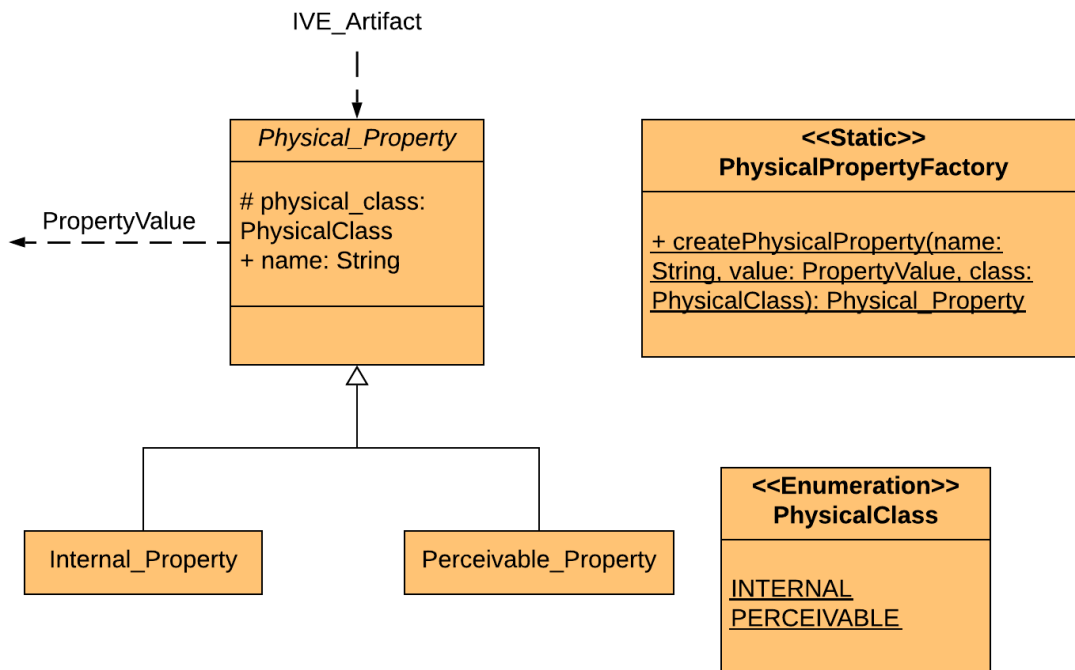 IVE_Artifact
Physical_Property
# physical_class:
PhysicalClass
+ name: String
PropertyValue
<<Static>>
PhysicalPropertyFactory
+ createPhysicalProperty(name:
String, value: PropertyValue, class:
PhysicalClass): Physical_Property
Internal_Property
Perceivable_Property
<<Enumeration>>
PhysicalClass
INTERNAL
PERCEIVABLE